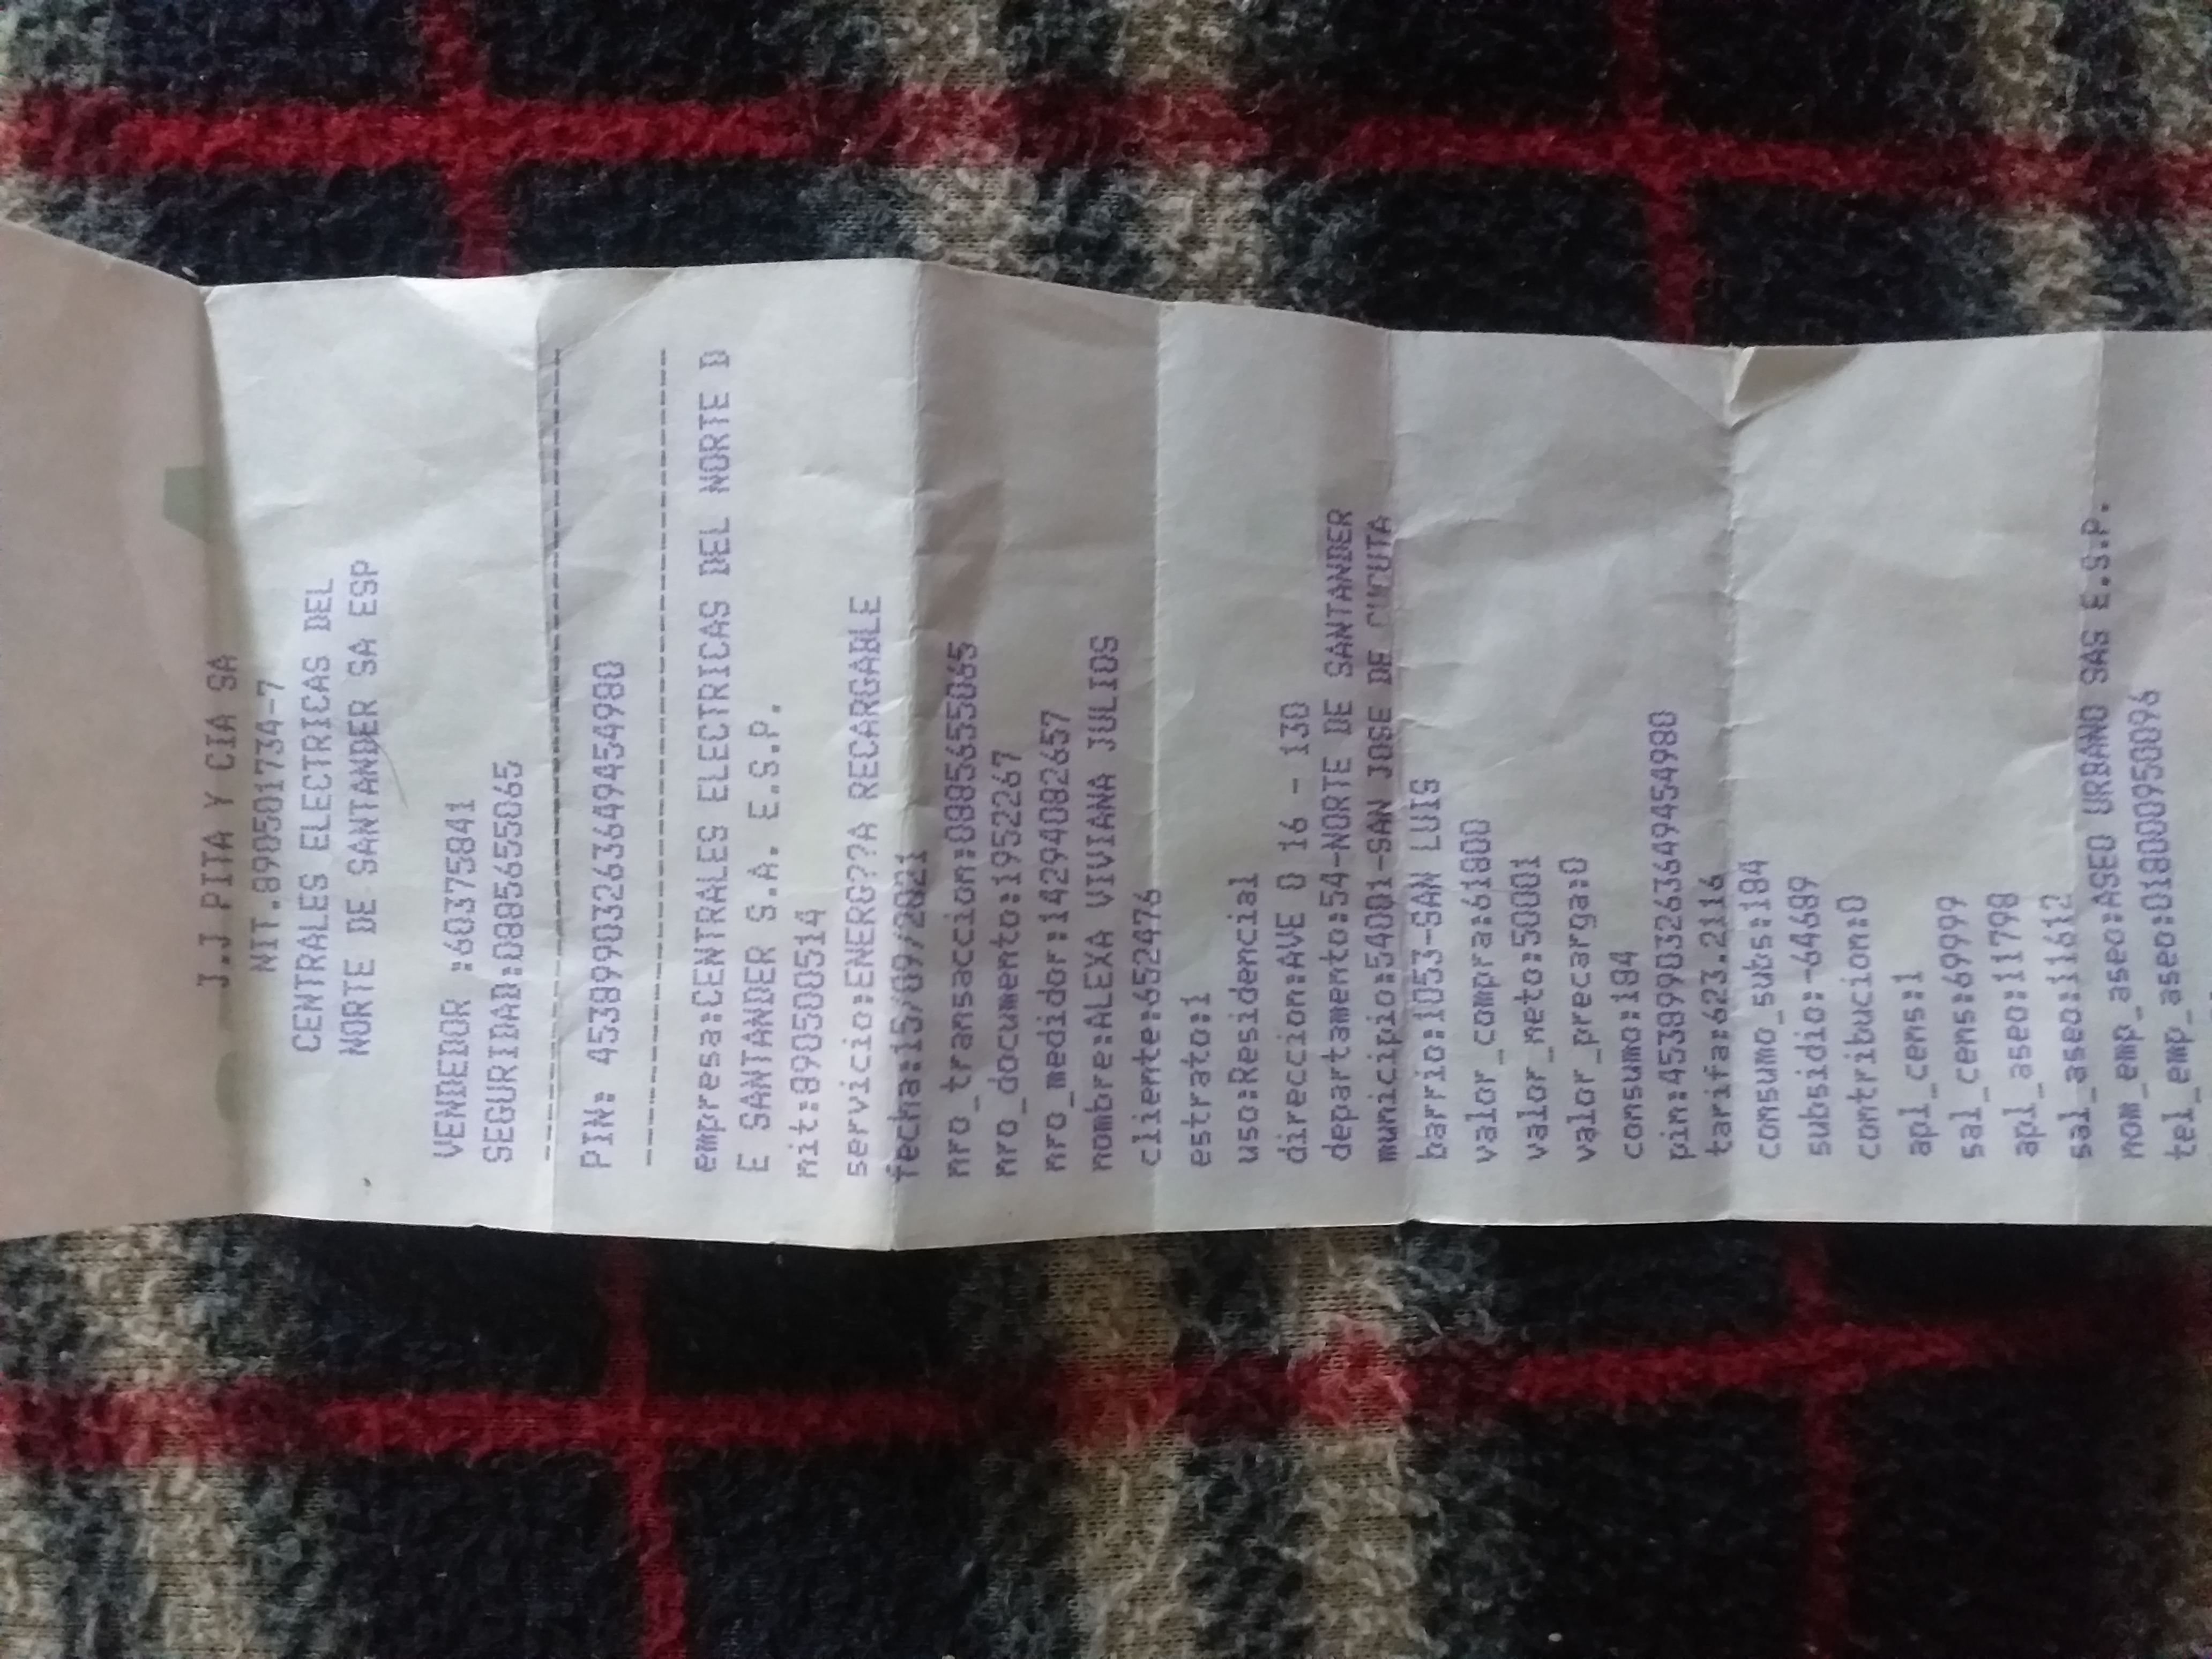 J.J PITA Y CIA SA
NIT.890501734-7
CENTRALES ELECTRICAS DEL
NORTE DE SANTANDER SA ESP
VENDEDOR :60375841
SEGURIDAD:0885655065
PIN: 45389903263649454980
empresa:CENTRALES ELECTRICAS DEL NORTE D
E SANTANDER S.A. E.S.P.
nit:890500514
servicio:ENERG??A RECARGABLE
fecha:15/09/2021
nro_transaccion:0885655065
nro_documento:1952267
nro_medidor:14294082657
nombre:ALEXA VIVIANA JULIOS
cliente:652476
estrato:1
uso:Residencial
direccion:AVE 0 16 - 130
departamento:54-NORTE DE SANTANDER
municipio:54001-SAN JOSE DE CUCUTA
barrio:1053-SAN LUIS
valor_compra:61800
valor_neto:50001
valor_precarga:0
consumo:184
pin:45389903263649454980
tarifa:623.2116
consumo_subs:184
subsidio:-64689
contribucion:0
apl_cens:1
sal_cens:69999
apl_aseo:11798
sal_aseo:11612
nom_emp_aseo:ASEO URBANO SAS E.S.P.
tel_emp_aseo:018000950096